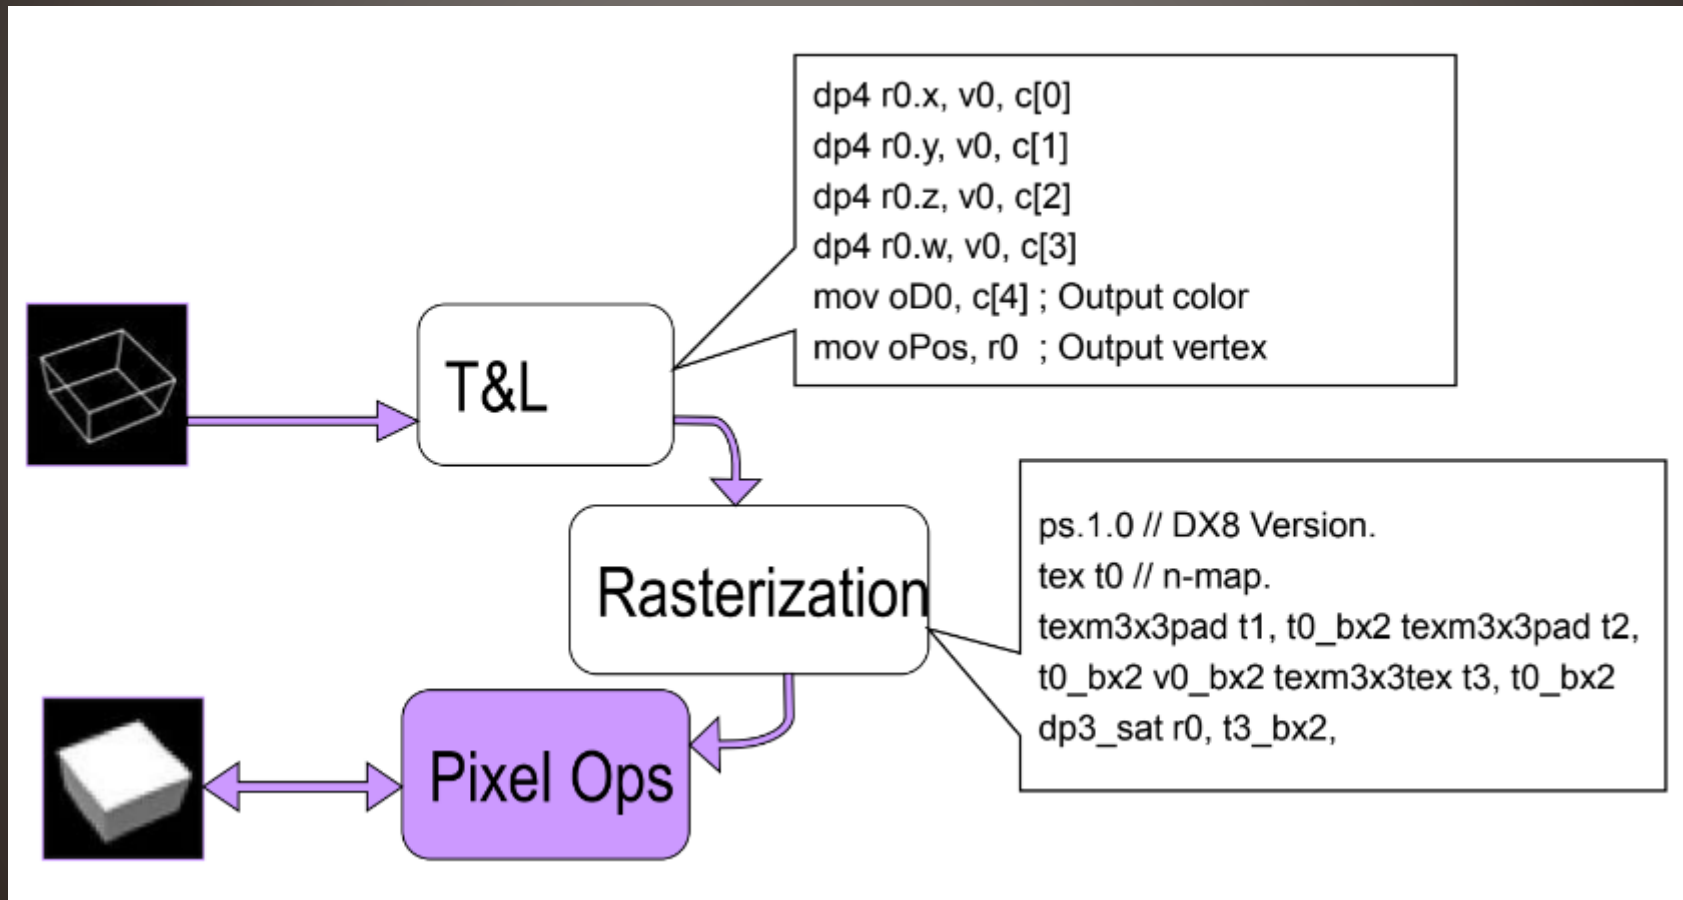 dp4 r0.x, v0, c[0]
dp4 r0.y, v0, c[1]
dp4 r0.z, v0, c[2]
dp4 r0.w, v0, c[3]
mov oD0, c[4] ; Output color
mov oPos, r0  ; Output vertex
T&L
Rasterization
ps.1.0 // DX8 Version.
tex t0 // n-map.
texm3x3pad t1, t0_bx2 texm3x3pad t2,
t0_bx2 v0_bx2 texm3x3tex t3, t0_bx2
dp3_sat r0, t3_bx2,
Pixel Ops